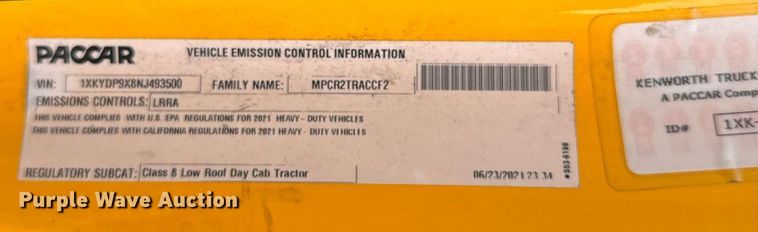 PACCAR VEHICLE EMISSION CONTROL INFORMATION
VIN: 1XKYDP9X8NJ493500 FAMILY NAME: MPCR2TRACCF2
EMISSIONS CONTROLS: LRRA
THIS VEHICLE COMPLIES WITH U.S. EPA REGULATIONS FOR 2021 HEAVY-DUTY VEHICLES
THIS VEHICLE COMPLIES WITH CALIFORNIA REGULATIONS FOR 2021 HEAVY-DUTY VEHICLES
REGULATORY SUBCAT: Class 8 Low Roof Day Cab Tractor 06/23/2021 23:34
S53-6186
KENWORTH TRUCK
A PACCAR Comp
ID# 1XK-
Purple Wave Auction